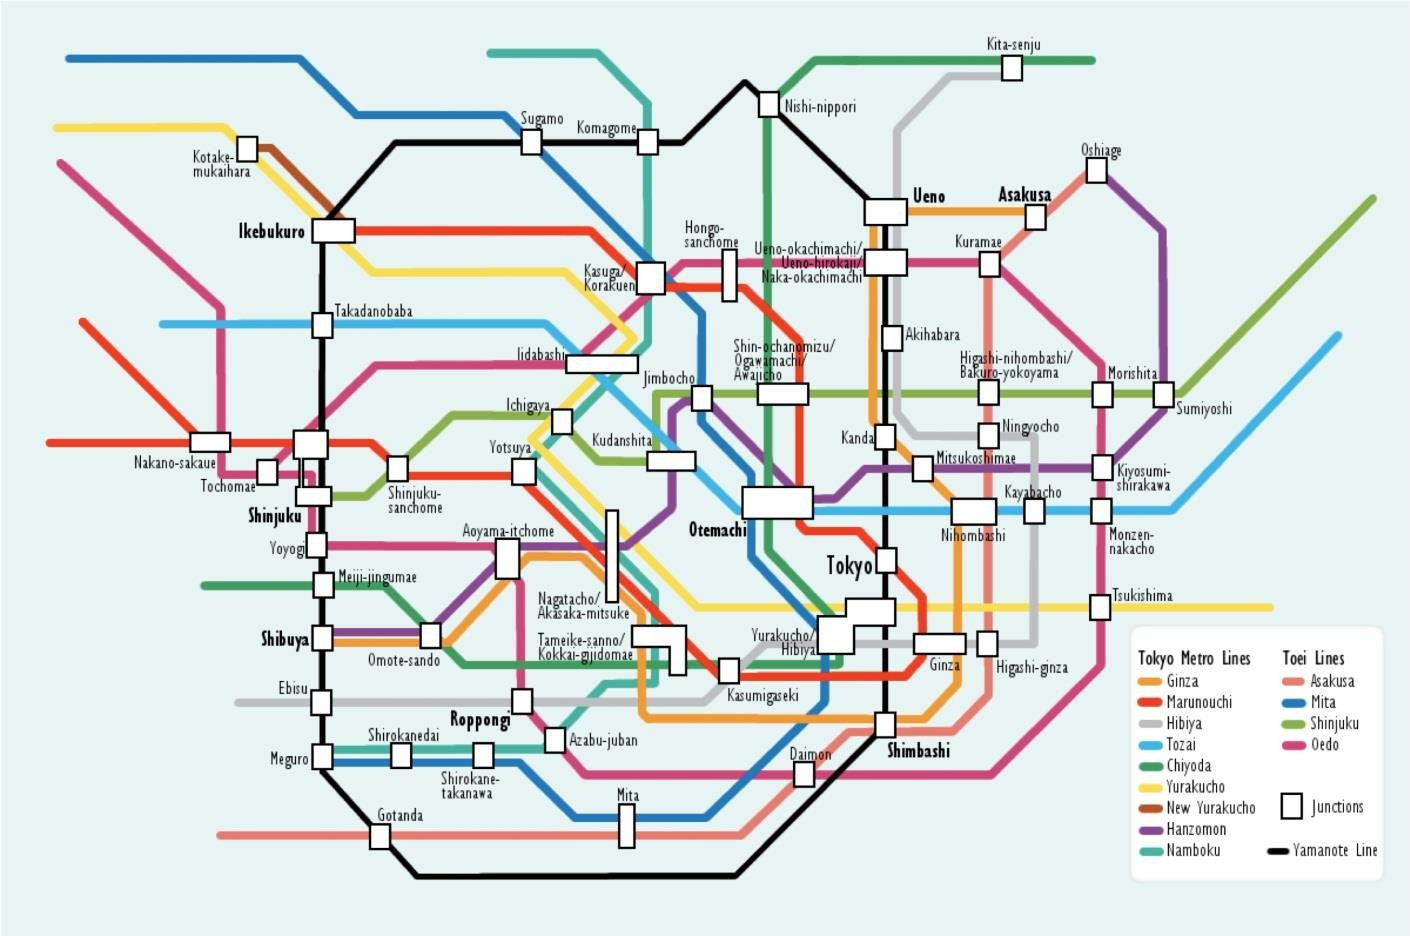 Kita-senju
Sugamo
Komagome
Nishi-nippori
Kotake-
mukaihara
Oshiage
Ikebukuro
Ueno
Asakusa
Hongo-
sanchome
Ueno-okachimachi/
Ueno-hirokaji/
Naka-okachimachi
Kuramae
Kasuga/
Korakuen
Takadanobaba
Akihabara
Iidabashi
Shin-ochanomizu/
Ogawamachi/
Awajicho
Higashi-nihombashi/
Bakuro-yokoyama
Jimbocho
Morishita
Sumiyoshi
Ichigaya
Kudanshita
Kanda
Ningyocho
Nakano-sakaue
Yotsuya
Mitsukoshimae
Tochomae
Shinjuku-
sanchome
Kiyosumi-
shirakawa
Kayabacho
Shinjuku
Otemachi
Nihombashi
Monzen-
nakacho
Yoyogi
Aoyama-itchome
Tokyo
Meiji-jingumae
Nagatacho/
Akasaka-mitsuke
Tsukishima
Shibuya
Omote-sando
Tameike-sanno/
Kokkai-gijidomae
Yurakucho/
Hibiya
Ginza
Higashi-ginza
Ebisu
Kasumigaseki
Roppongi
Meguro
Shirokanedai
Shirokane-
takanawa
Azabu-juban
Daimon
Shimbashi
Gotanda
Mita
Tokyo Metro Lines
Ginza
Marunouchi
Hibiya
Tozai
Chiyoda
Yurakucho
New Yurakucho
Hanzomon
Namboku
Toei Lines
Asakusa
Mita
Shinjuku
Oedo
Junctions
Yamanote Line